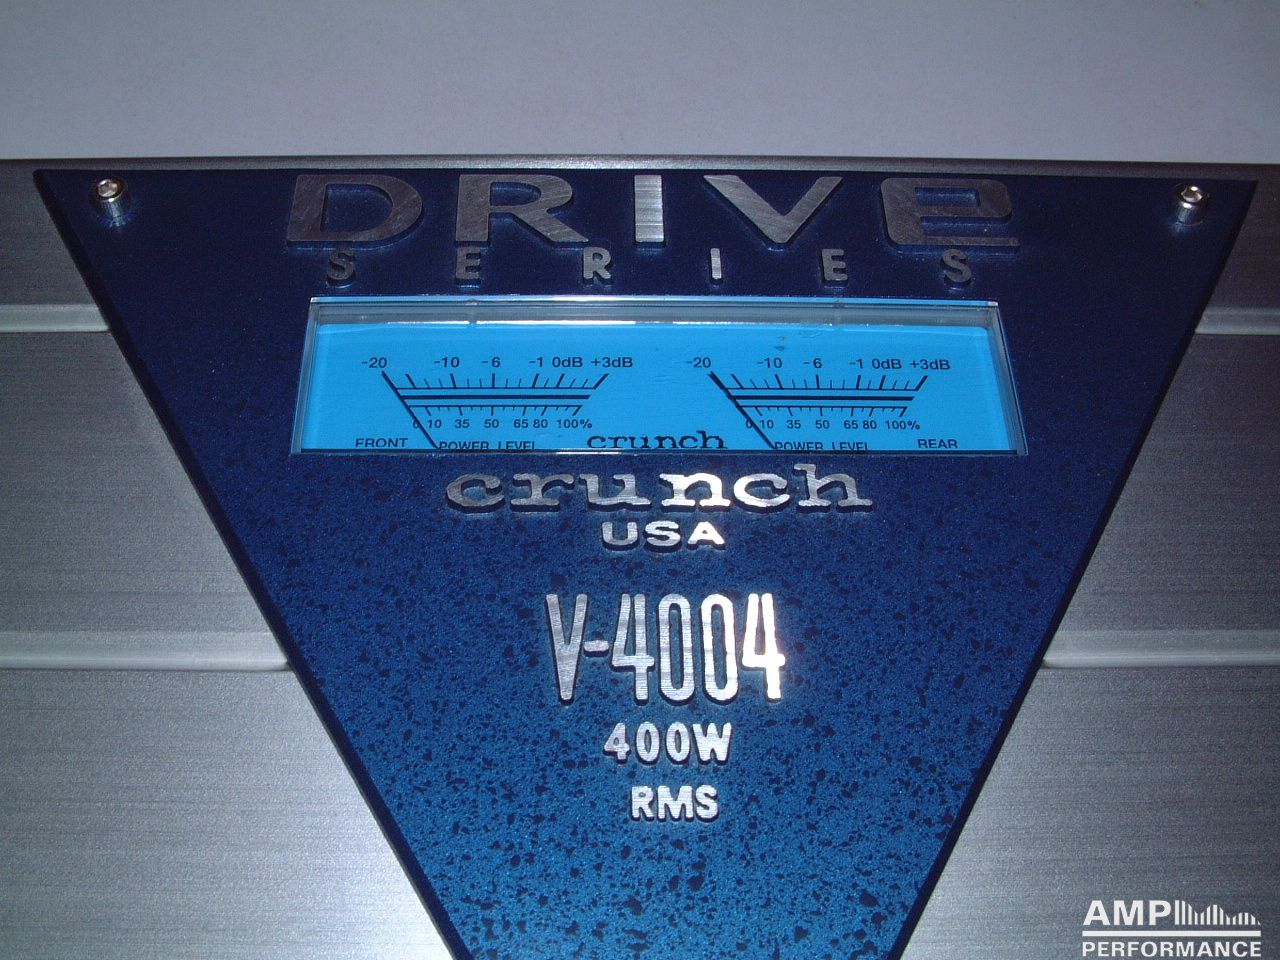 DRIVE
SERIES
-20 -10 -6 -1 0dB +3dB
-20 -10 -6 -1 0dB +3dB
0 10 35 50 65 80 100%
0 10 35 50 65 80 100%
FRONT POWER LEVEL crunch POWER LEVEL REAR
crunch
USA
V-4004
400W
RMS
AMP
PERFORMANCE